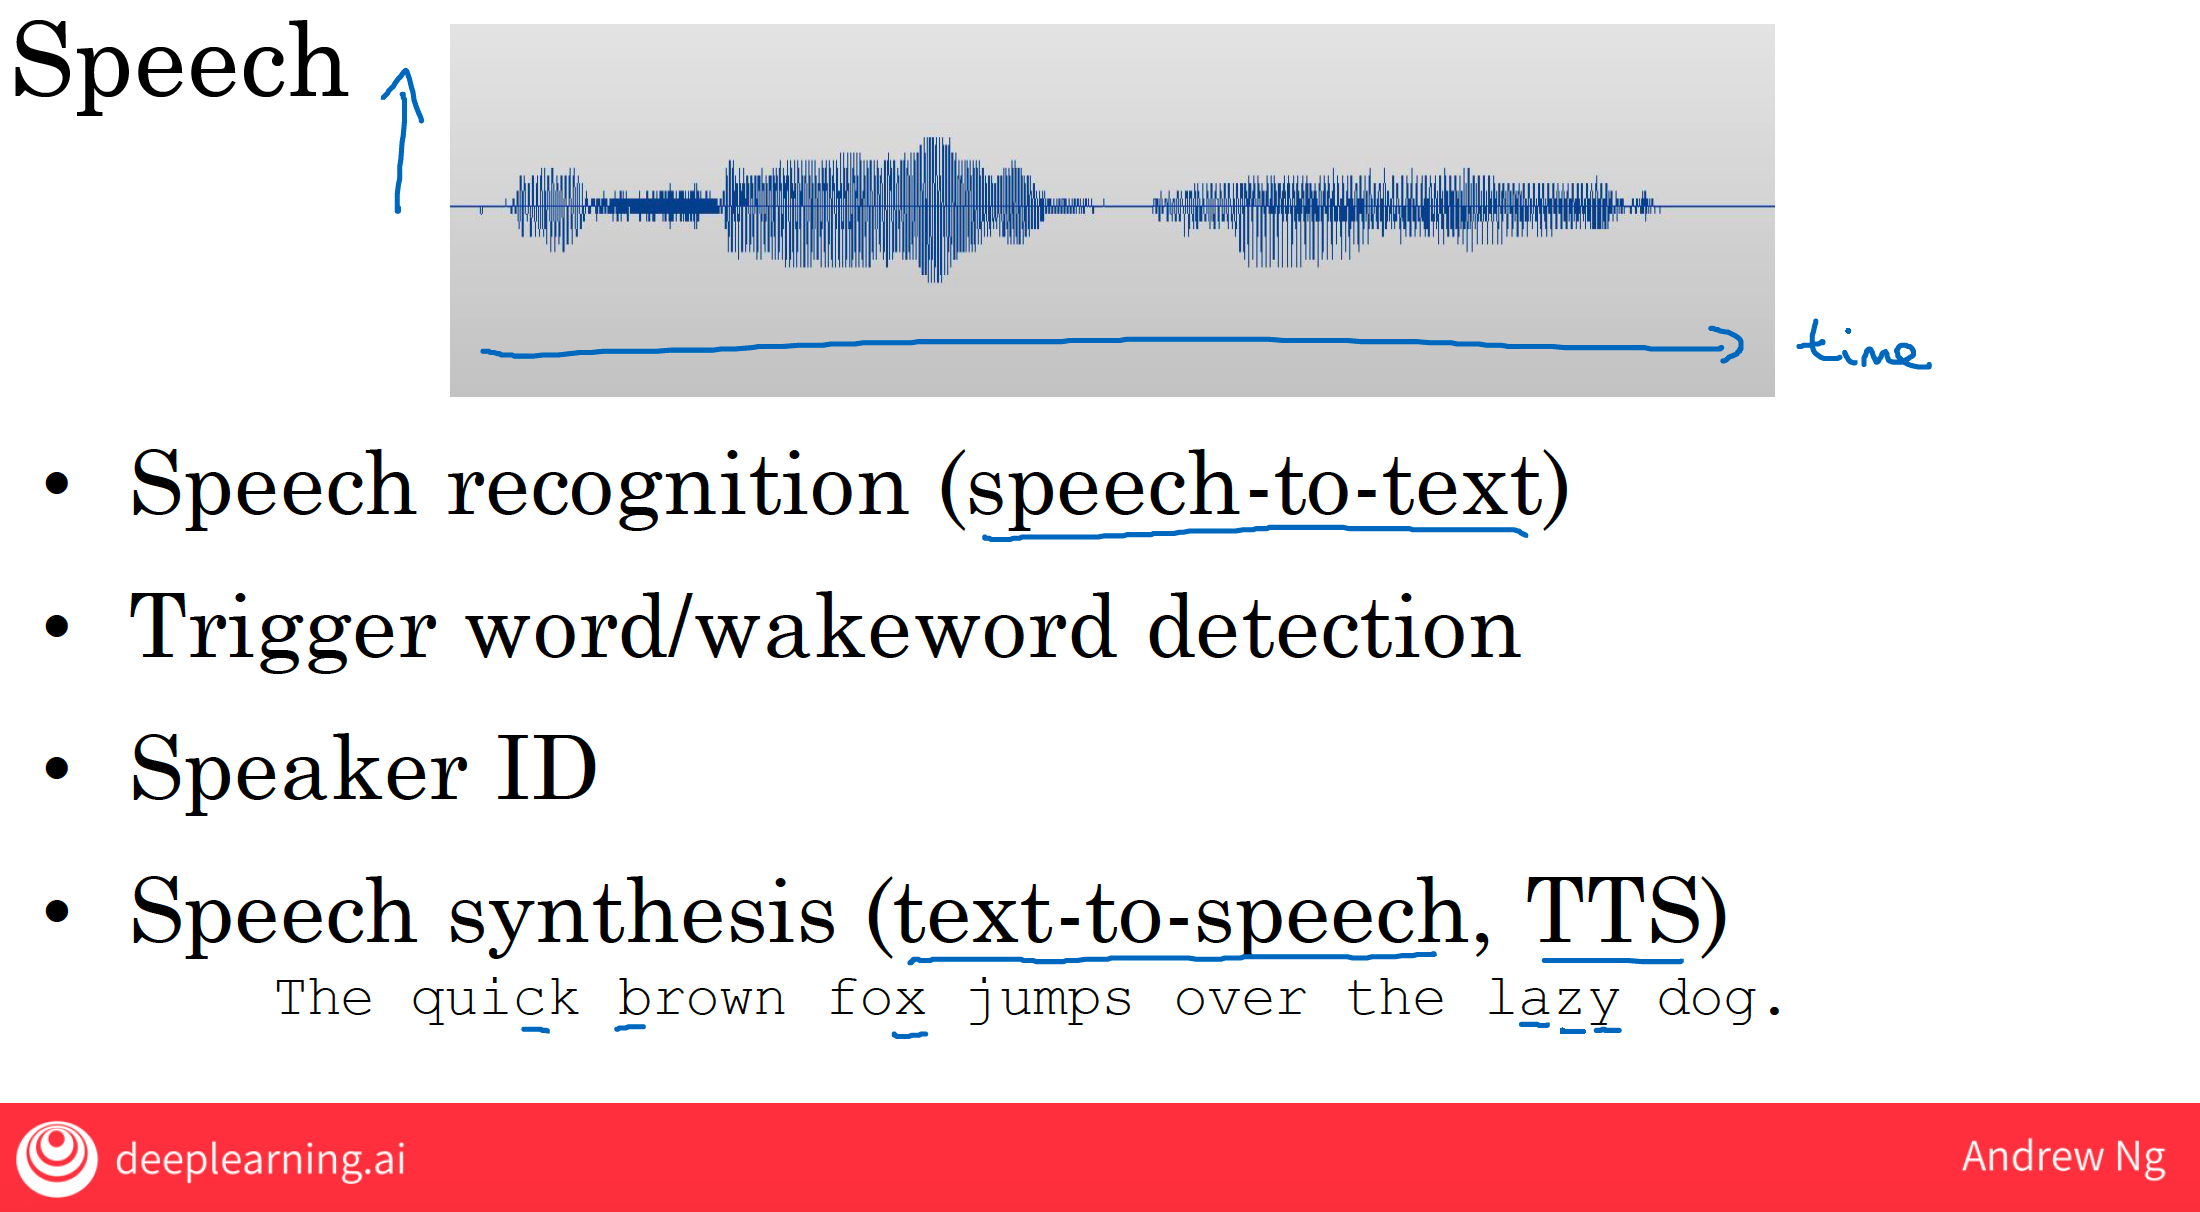 Speech
time
• Speech recognition (speech-to-text)
• Trigger word/wakeword detection
• Speaker ID
• Speech synthesis (text-to-speech, TTS)
The quick brown fox jumps over the lazy dog.
deeplearning.ai
Andrew Ng